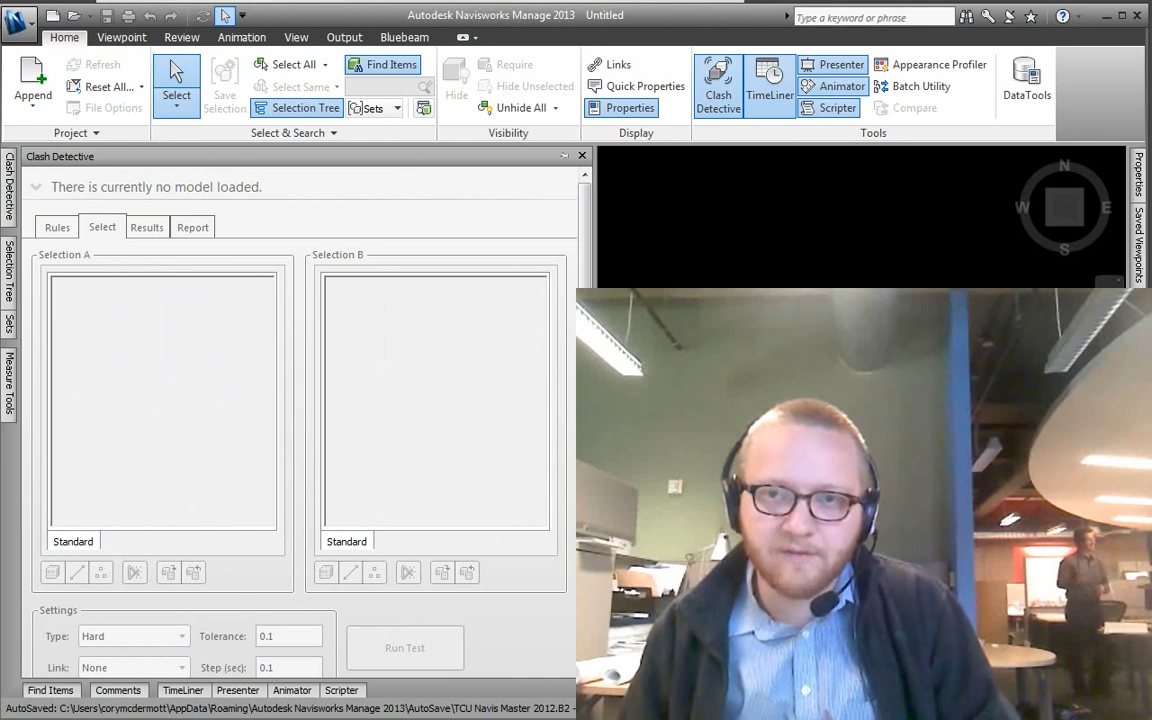 Autodesk Navisworks Manage 2013 Untitled
Type a keyword or phrase
Home Viewpoint Review Animation View Output Bluebeam
Append
Refresh
Reset All...
File Options
Project
Select
Save Selection
Select All
Select Same
Selection Tree
Find Items
Sets
Select & Search
Hide
Require
Hide Unselected
Unhide All
Visibility
Links
Quick Properties
Properties
Display
Clash Detective
TimeLiner
Presenter
Animator
Scripter
Appearance Profiler
Batch Utility
Compare
Tools
DataTools
Clash Detective
Selection Tree
Sets
Measure Tools
Clash Detective
There is currently no model loaded.
Rules Select Results Report
Selection A
Standard
Selection B
Standard
Settings
Type: Hard Tolerance: 0.1
Link: None Step (sec): 0.1
Run Test
N
W E
S
Properties
Saved Viewpoints
Find Items Comments TimeLiner Presenter Animator Scripter
AutoSaved: C:\Users\corymcdermott\AppData\Roaming\Autodesk Navisworks Manage 2013\AutoSave\TCU Navis Master 2012.B2 -